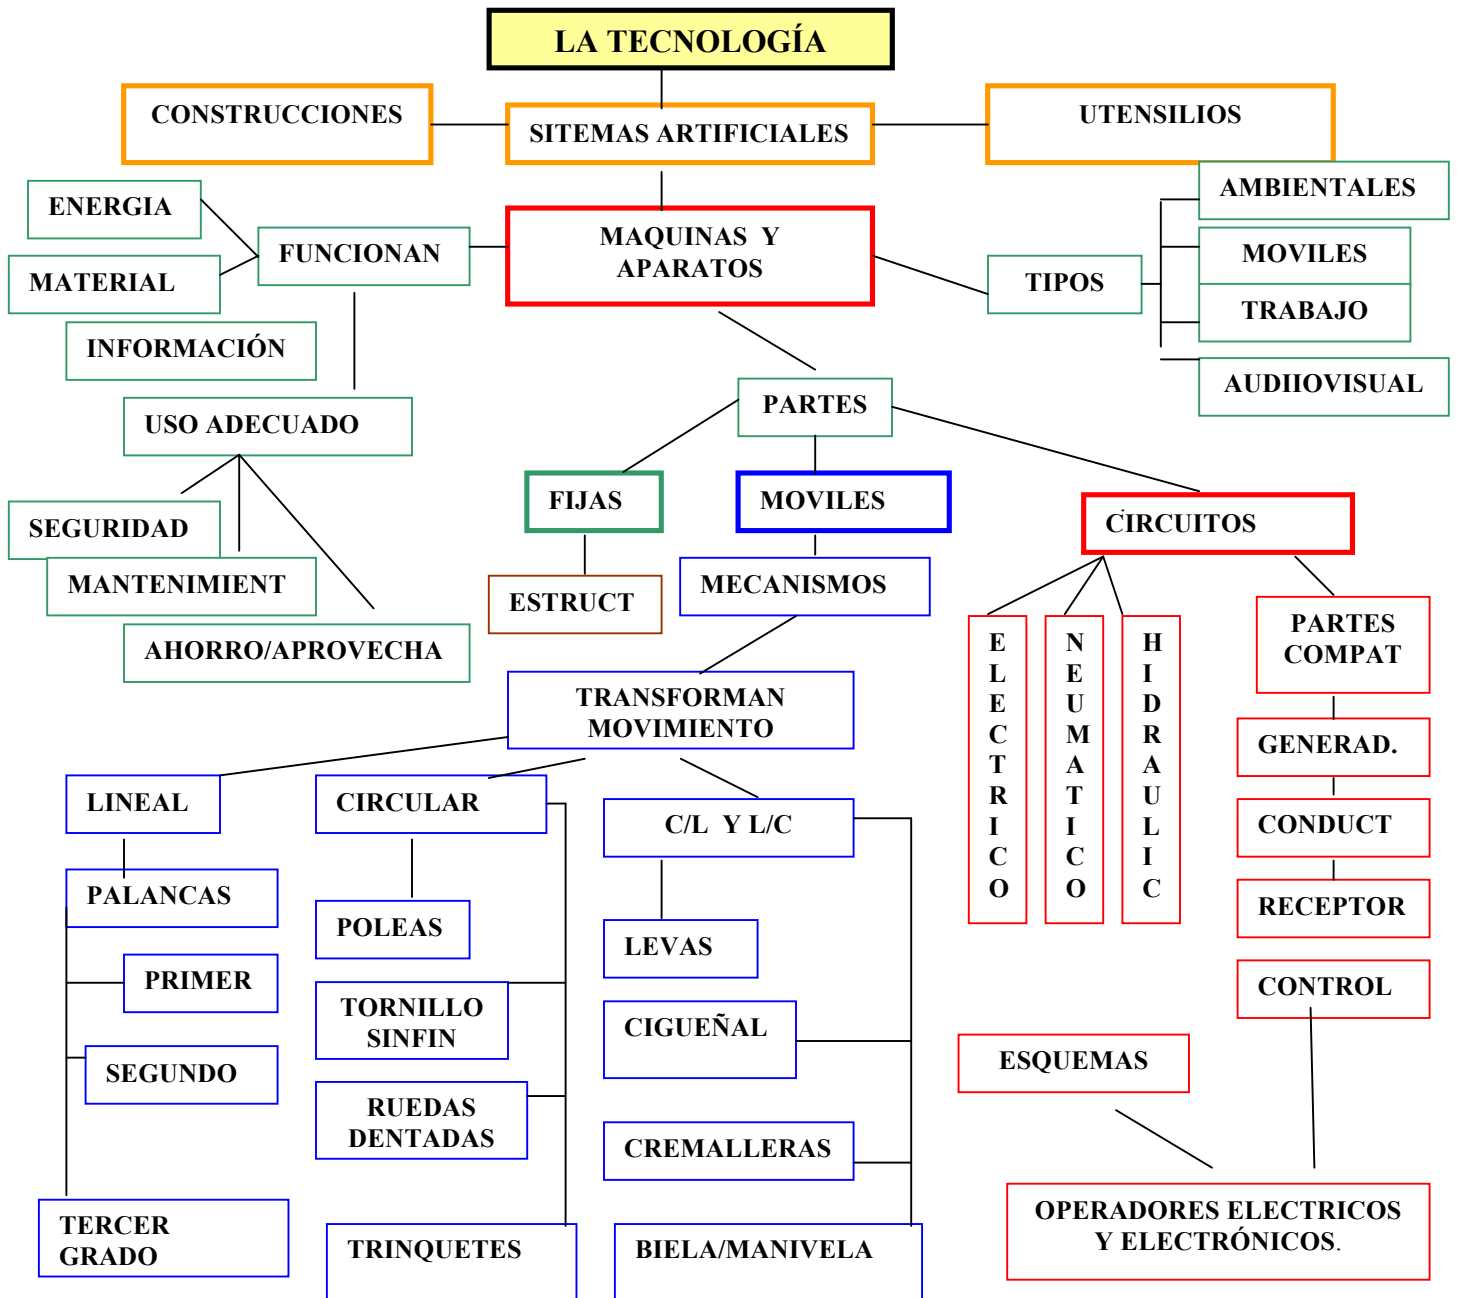 LA TECNOLOGÍA
CONSTRUCCIONES
SITEMAS ARTIFICIALES
UTENSILIOS
ENERGIA
MATERIAL
INFORMACIÓN
FUNCIONAN
MAQUINAS Y
APARATOS
TIPOS
AMBIENTALES
MOVILES
TRABAJO
AUDIIOVISUAL
USO ADECUADO
SEGURIDAD
MANTENIMIENT
AHORRO/APROVECHA
PARTES
FIJAS
MOVILES
CIRCUITOS
ESTRUCT
MECANISMOS
TRANSFORMAN
MOVIMIENTO
LINEAL
PALANCAS
PRIMER
SEGUNDO
TERCER
GRADO
CIRCULAR
POLEAS
TORNILLO
SINFIN
RUEDAS
DENTADAS
TRINQUETES
C/L Y L/C
LEVAS
CIGUEÑAL
CREMALLERAS
BIELA/MANIVELA
ELECTRICO
NEUMATICO
HIDRAULIC
PARTES
COMPAT
GENERAD.
CONDUCT
RECEPTOR
CONTROL
ESQUEMAS
OPERADORES ELECTRICOS
Y ELECTRÓNICOS.